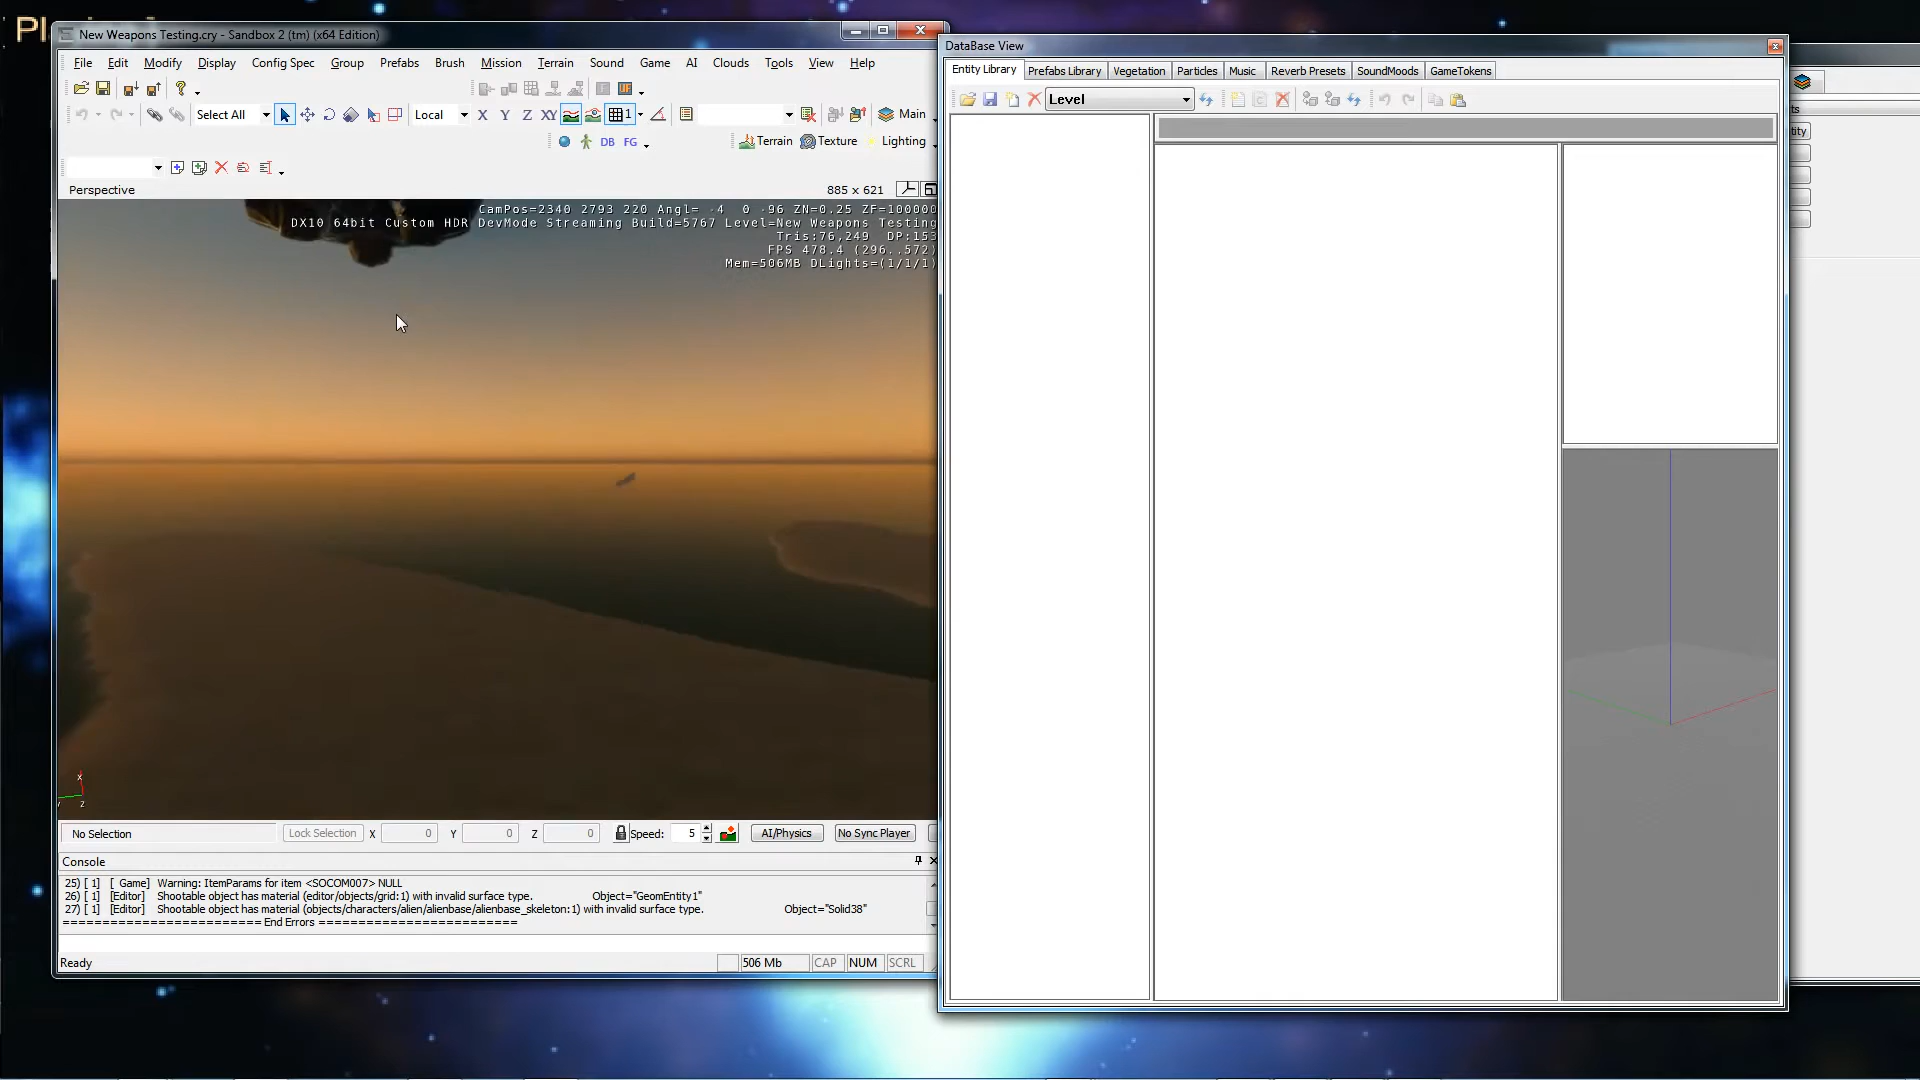 New Weapons Testing.cry - Sandbox 2 (tm) (x64 Edition)
File Edit Modify Display Config Spec Group Prefabs Brush Mission Terrain Sound Game AI Clouds Tools View Help
Select All Local X Y Z XY 1 Main
DB FG Terrain Texture Lighting
Perspective 885 x 621
CamPos=2340 2793 220 Angl= -4 0 -96 ZN=0.25 ZF=100000
DX10 64bit Custom HDR DevMode Streaming Build=5767 Level=New Weapons Testing
Tris:76,249 DP:153
FPS 478.4 (296..572)
Mem=506MB DLights=(1/1/1)
No Selection Lock Selection X 0 Y 0 Z 0 Speed: 5 AI/Physics No Sync Player
Console
25) [ 1] [ Game] Warning: ItemParams for item <SOCOM007> NULL
26) [ 1] [Editor] Shootable object has material (editor/objects/grid:1) with invalid surface type. Object="GeomEntity1"
27) [ 1] [Editor] Shootable object has material (objects/characters/alien/alienbase/alienbase_skeleton:1) with invalid surface type. Object="Solid38"
========================= End Errors =========================
Ready 506 Mb CAP NUM SCRL
DataBase View
Entity Library Prefabs Library Vegetation Particles Music Reverb Presets SoundMoods GameTokens
Level